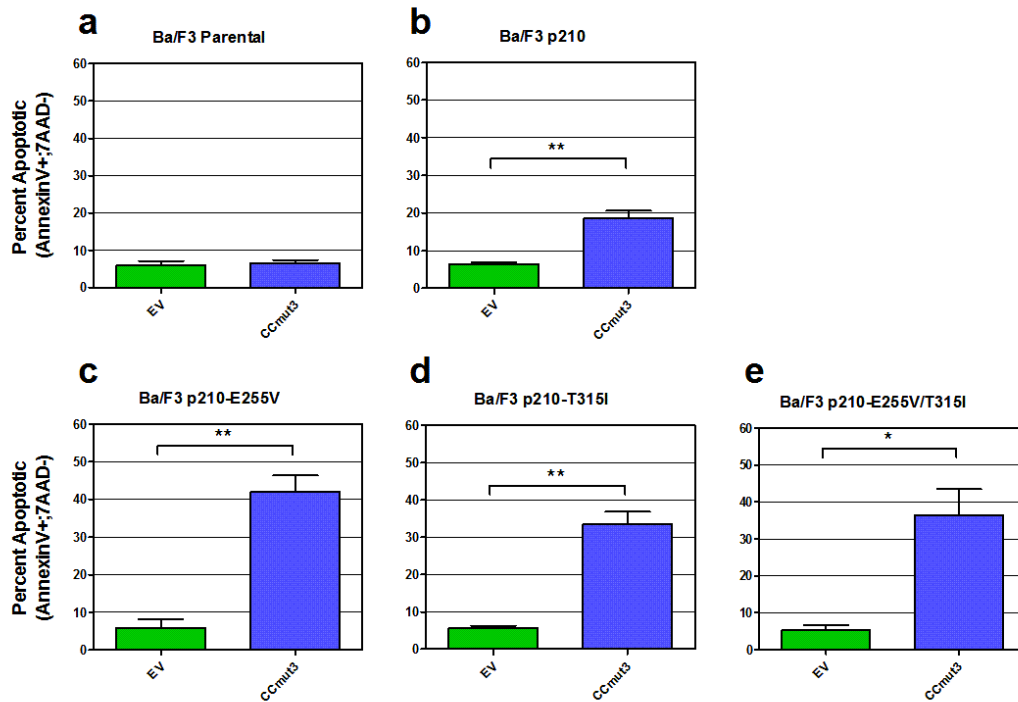 a
Ba/F3 Parental
Percent Apoptotic
(AnnexinV+;7AAD-)
60
50
40
30
20
10
0
EV
CCmut3
b
Ba/F3 p210
60
50
40
30
20
10
0
**
EV
CCmut3
c
Ba/F3 p210-E255V
Percent Apoptotic
(AnnexinV+;7AAD-)
60
50
40
30
20
10
0
**
EV
CCmut3
d
Ba/F3 p210-T315I
60
50
40
30
20
10
0
**
EV
CCmut3
e
Ba/F3 p210-E255V/T315I
60
50
40
30
20
10
0
*
EV
CCmut3